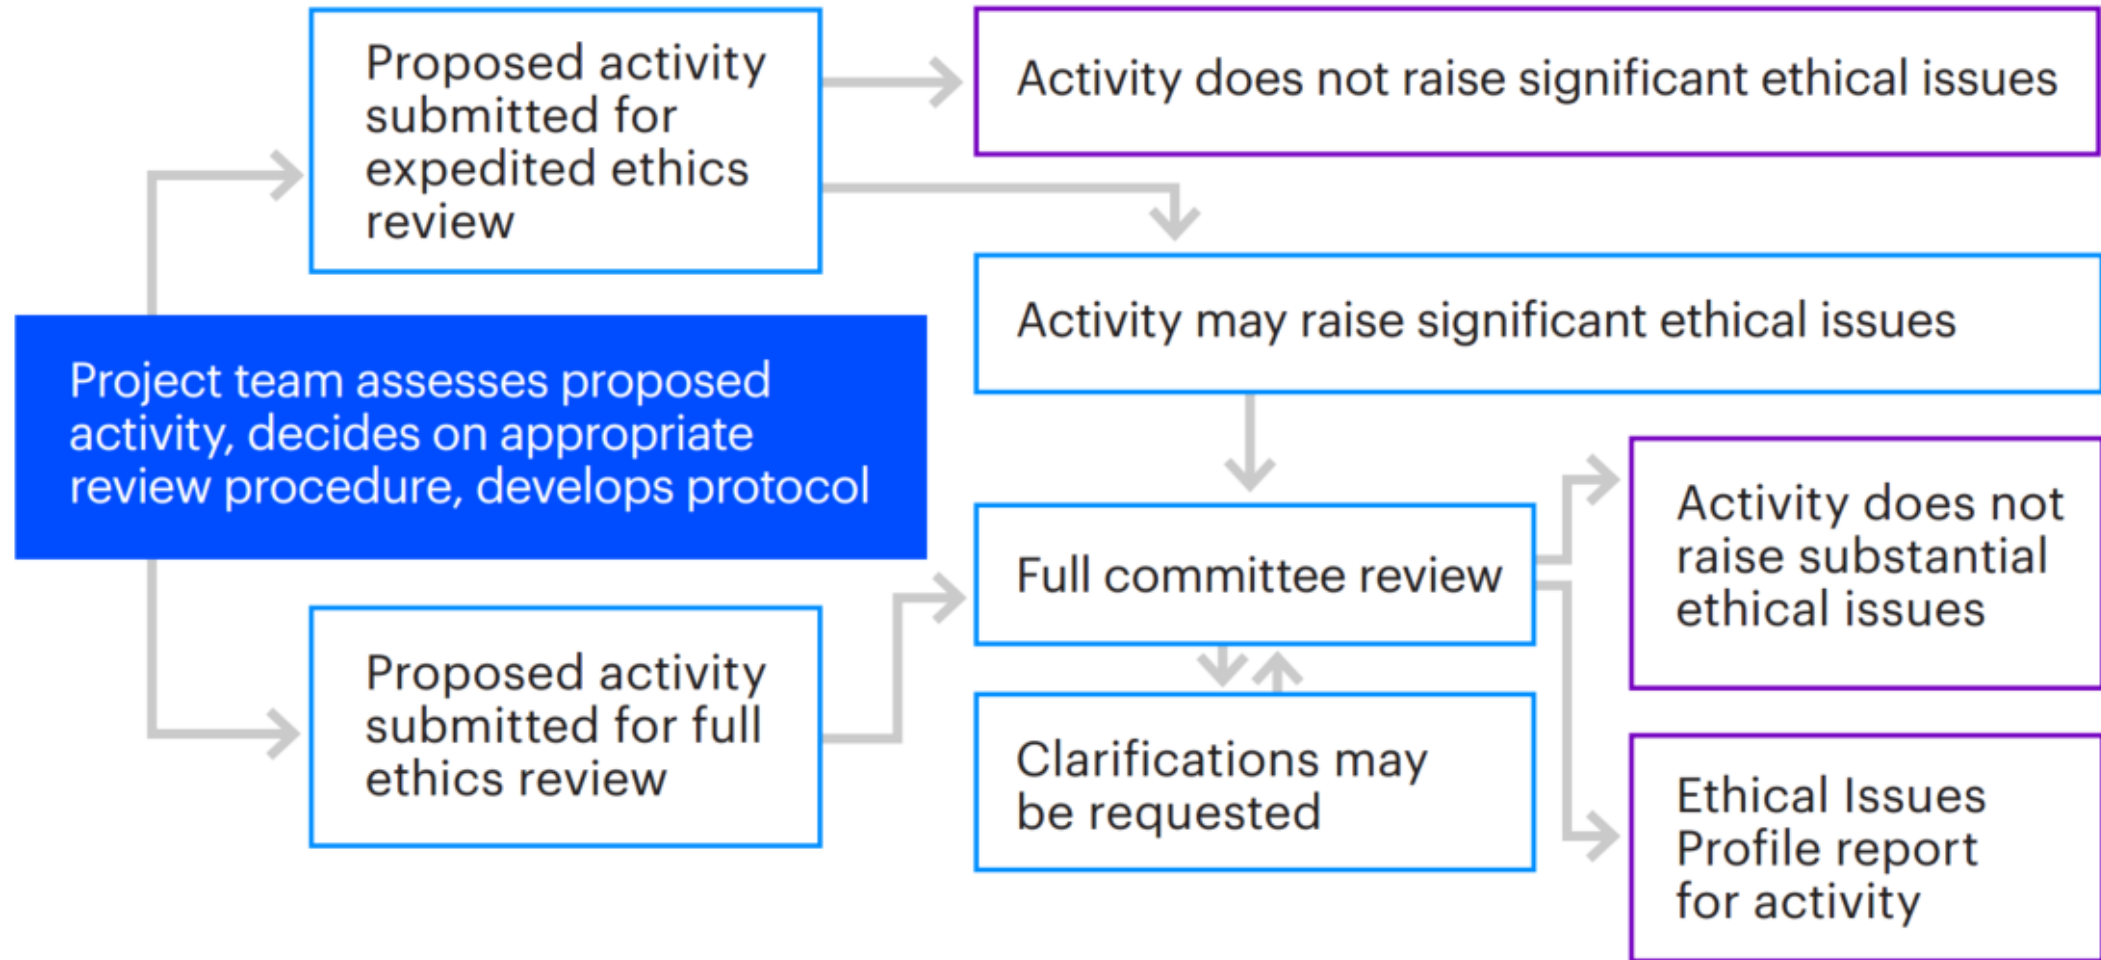 Proposed activity
submitted for
expedited ethics
review
Activity does not raise significant ethical issues
Activity may raise significant ethical issues
Project team assesses proposed
activity, decides on appropriate
review procedure, develops protocol
Proposed activity
submitted for full
ethics review
Full committee review
Clarifications may
be requested
Activity does not
raise substantial
ethical issues
Ethical Issues
Profile report
for activity